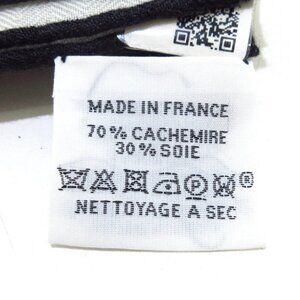 MADE IN FRANCE
70% CACHEMIRE
30% SOIE
P ®
NETTOYAGE A SEC